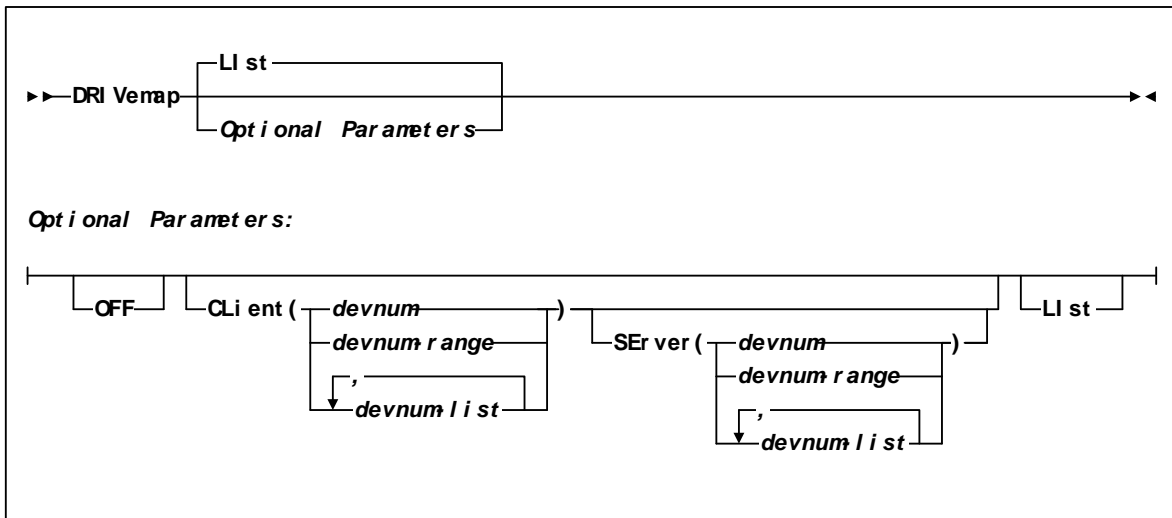 LIst
DRIVemap
Optional Parameters
Optional Parameters:
OFF CLient( devnum ) LIst
devnum-range SErver( devnum )
, devnum-range
devnum-list ,
devnum-list